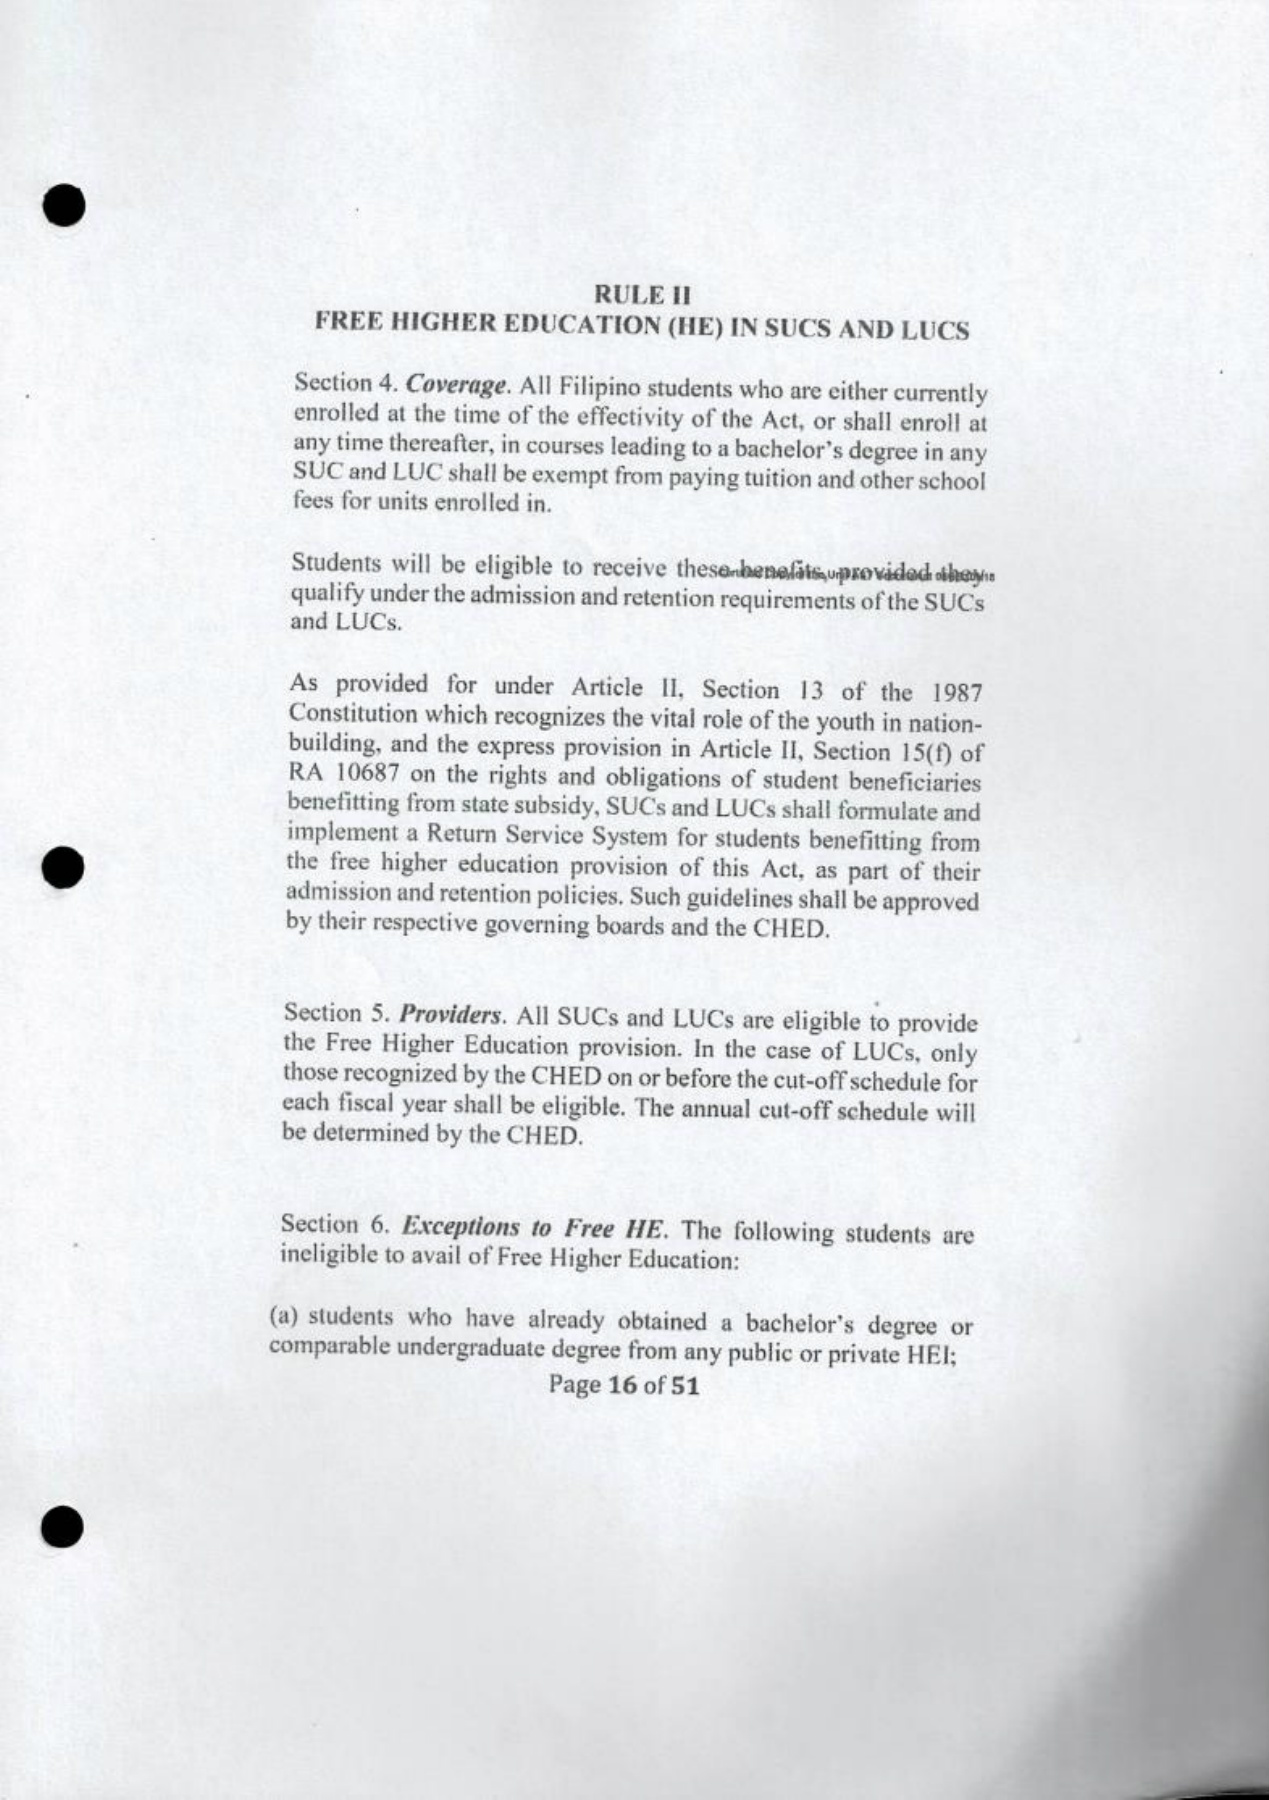 RULE II
FREE HIGHER EDUCATION (HE) IN SUCS AND LUCS
Section 4. Coverage. All Filipino students who are either currently
enrolled at the time of the effectivity of the Act, or shall enroll at
any time thereafter, in courses leading to a bachelor's degree in any
SUC and LUC shall be exempt from paying tuition and other school
fees for units enrolled in.
Students will be eligible to receive these benefits, provided they
qualify under the admission and retention requirements of the SUCs
and LUCs.
As provided for under Article II, Section 13 of the 1987
Constitution which recognizes the vital role of the youth in nation-
building, and the express provision in Article II, Section 15(f) of
RA 10687 on the rights and obligations of student beneficiaries
benefitting from state subsidy, SUCs and LUCs shall formulate and
implement a Return Service System for students benefitting from
the free higher education provision of this Act, as part of their
admission and retention policies. Such guidelines shall be approved
by their respective governing boards and the CHED.
Section 5. Providers. All SUCs and LUCs are eligible to provide
the Free Higher Education provision. In the case of LUCs, only
those recognized by the CHED on or before the cut-off schedule for
each fiscal year shall be eligible. The annual cut-off schedule will
be determined by the CHED.
Section 6. Exceptions to Free HE. The following students are
ineligible to avail of Free Higher Education:
(a) students who have already obtained a bachelor's degree or
comparable undergraduate degree from any public or private HEI;
Page 16 of 51